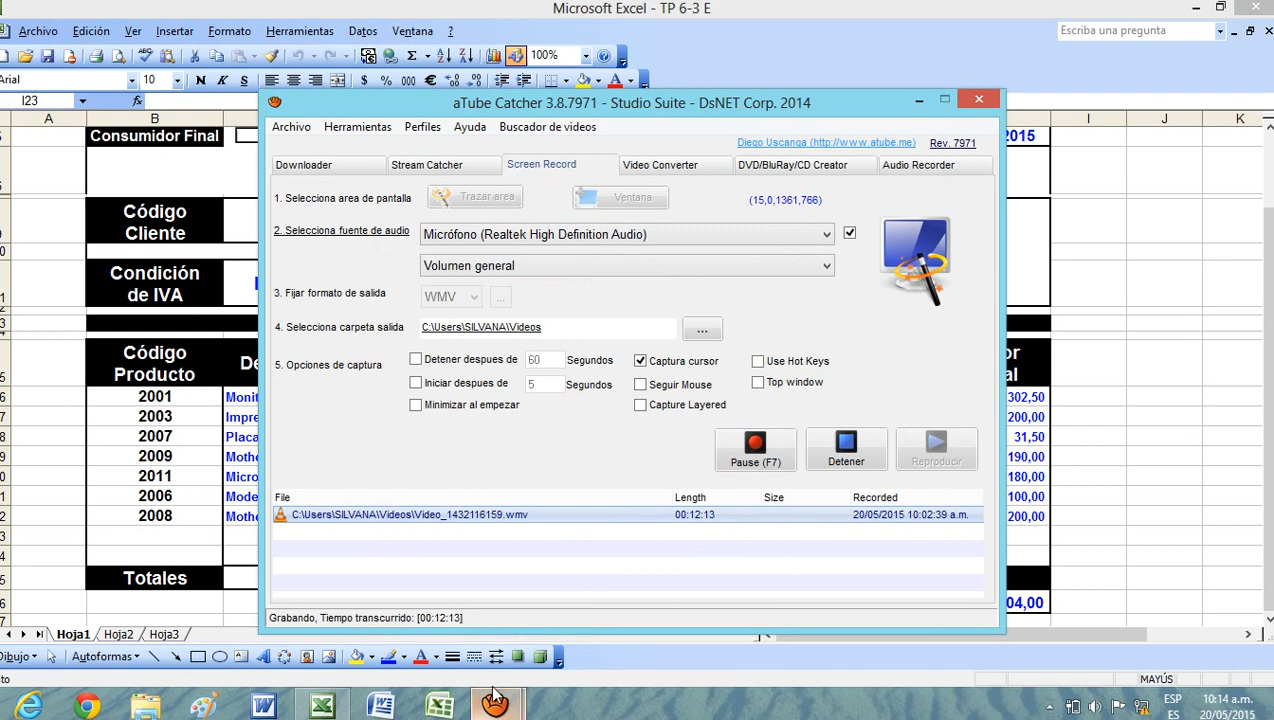 Microsoft Excel - TP 6-3 E
Archivo Edición Ver Insertar Formato Herramientas Datos Ventana Escriba una pregunta
100%
Arial 10 N K S $ % 000 €
I23 fx
aTube Catcher 3.8.7971 - Studio Suite - DsNET Corp. 2014
Archivo Herramientas Perfiles Ayuda Buscador de videos
Diego Uscanga (http://www.atube.me) Rev. 7971
Downloader Stream Catcher Screen Record Video Converter DVD/BluRay/CD Creator Audio Recorder
1. Selecciona area de pantalla Trazar area Ventana (15,0,1361,766)
2. Selecciona fuente de audio Micrófono (Realtek High Definition Audio)
Volumen general
3. Fijar formato de salida WMV ...
4. Selecciona carpeta salida C:\Users\SILVANA\Videos ...
5. Opciones de captura
Detener despues de 60 Segundos Captura cursor Use Hot Keys
Iniciar despues de 5 Segundos Seguir Mouse Top window
Minimizar al empezar Capture Layered
Pause (F7) Detener Reproducir
File Length Size Recorded
C:\Users\SILVANA\Videos\Video_1432116159.wmv 00:12:13 20/05/2015 10:02:39 a.m.
Grabando, Tiempo transcurrido: [00:12:13]
A B I J K
Consumidor Final 2015
Código
Cliente
Condición
de IVA
Código
Producto
2001 302,50
2003 200,00
2007 31,50
2009 190,00
2011 180,00
2006 100,00
2008 200,00
Totales
04,00
Hoja1 Hoja2 Hoja3
Dibujo Autoformas
MAYÚS
ESP
ES
10:14 a.m.
20/05/2015